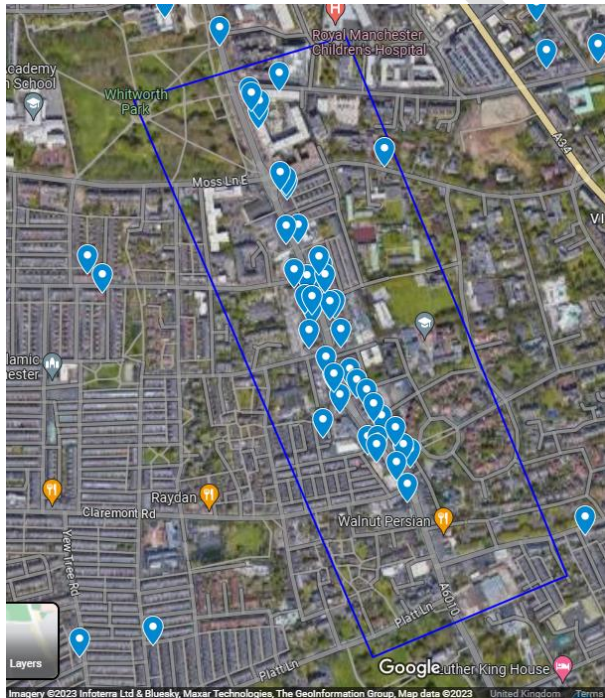 Royal Manchester
Children's Hospital
cademy
n School
Whitworth
Park
A34
Moss Ln E
VI
lamic
hester
Raydan
Claremont Rd
Walnut Persian
Yew Tree Rd
A6010
Platt Ln
Layers
Platt Ln
Google
Luther King House
Imagery ©2023 Infoterra Ltd & Bluesky, Maxar Technologies, The GeoInformation Group, Map data ©2023 United Kingdom Terms